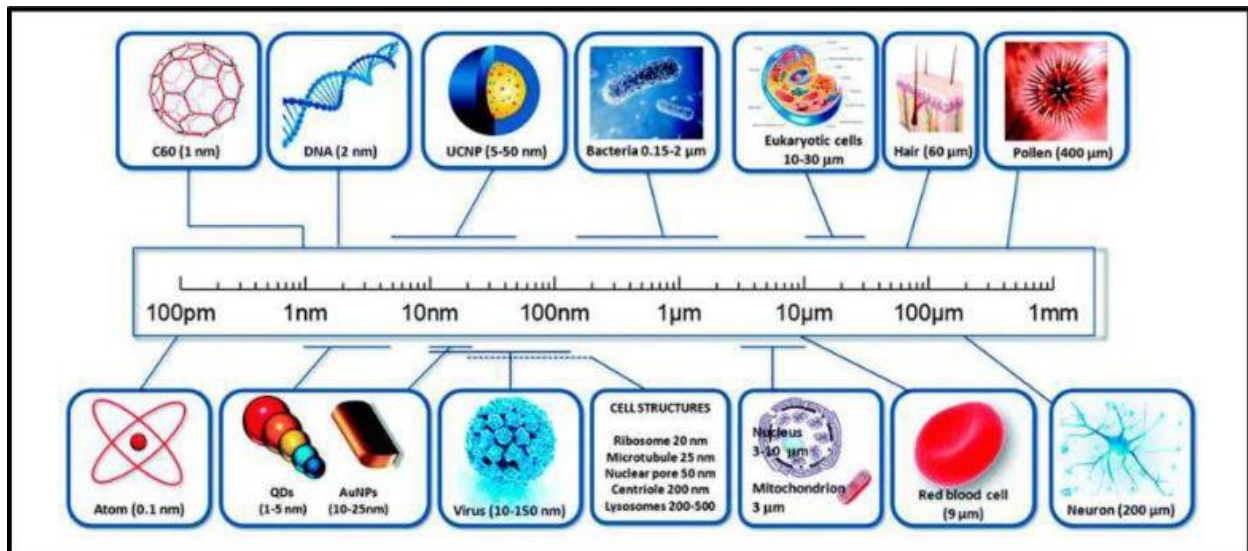 C60 (1 nm)
DNA (2 nm)
UCNP (5-50 nm)
Bacteria 0.15-2 µm
Eukaryotic cells
10-30 µm
Hair (60 µm)
Pollen (400 µm)
100pm 1nm 10nm 100nm 1µm 10µm 100µm 1mm
Atom (0.1 nm)
QDs
(1-5 nm)
AuNPs
(10-25nm)
Virus (10-150 nm)
CELL STRUCTURES
Ribosome 20 nm
Microtubule 25 nm
Nuclear pore 50 nm
Centriole 200 nm
Lysosomes 200-500
Nucleus
3-10 µm
Mitochondrion
3 µm
Red blood cell
(9 µm)
Neuron (200 µm)